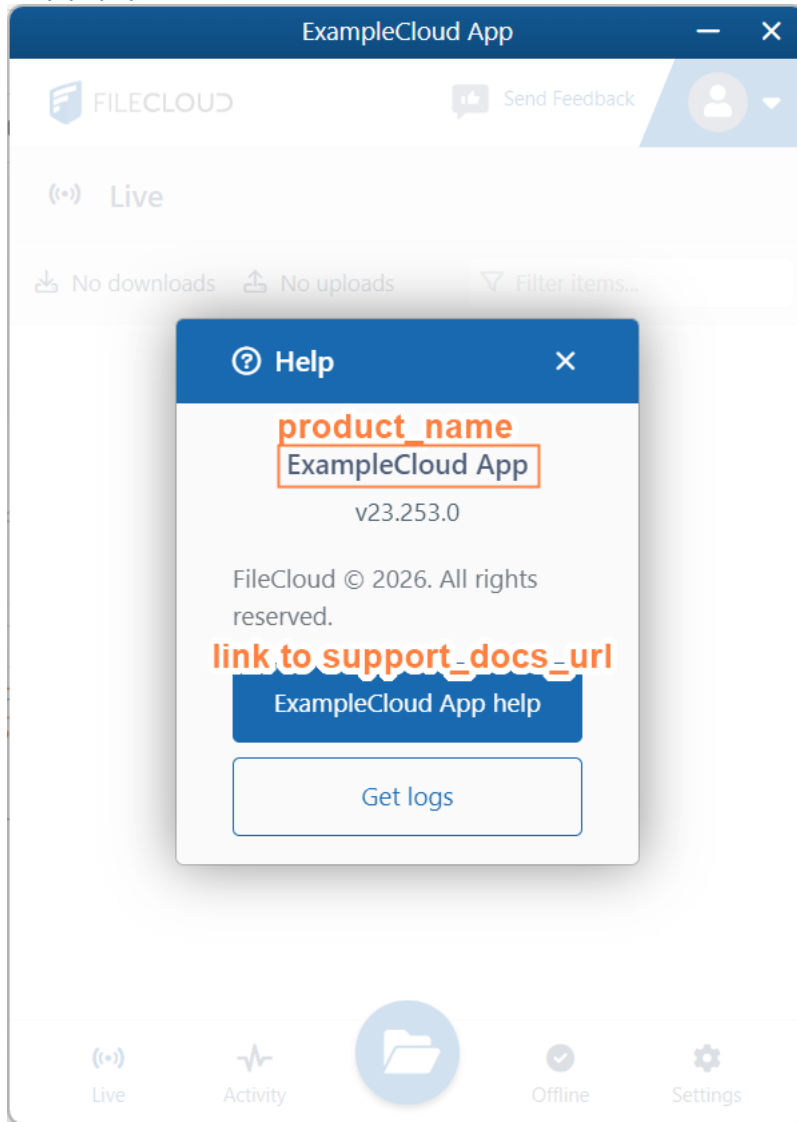 ExampleCloud App
FILECLOUD
Send Feedback
Live
No downloads
No uploads
Filter items...
Help
product_name
ExampleCloud App
v23.253.0
FileCloud © 2026. All rights
reserved.
link to support_docs_url
ExampleCloud App help
Get logs
Live
Activity
Offline
Settings